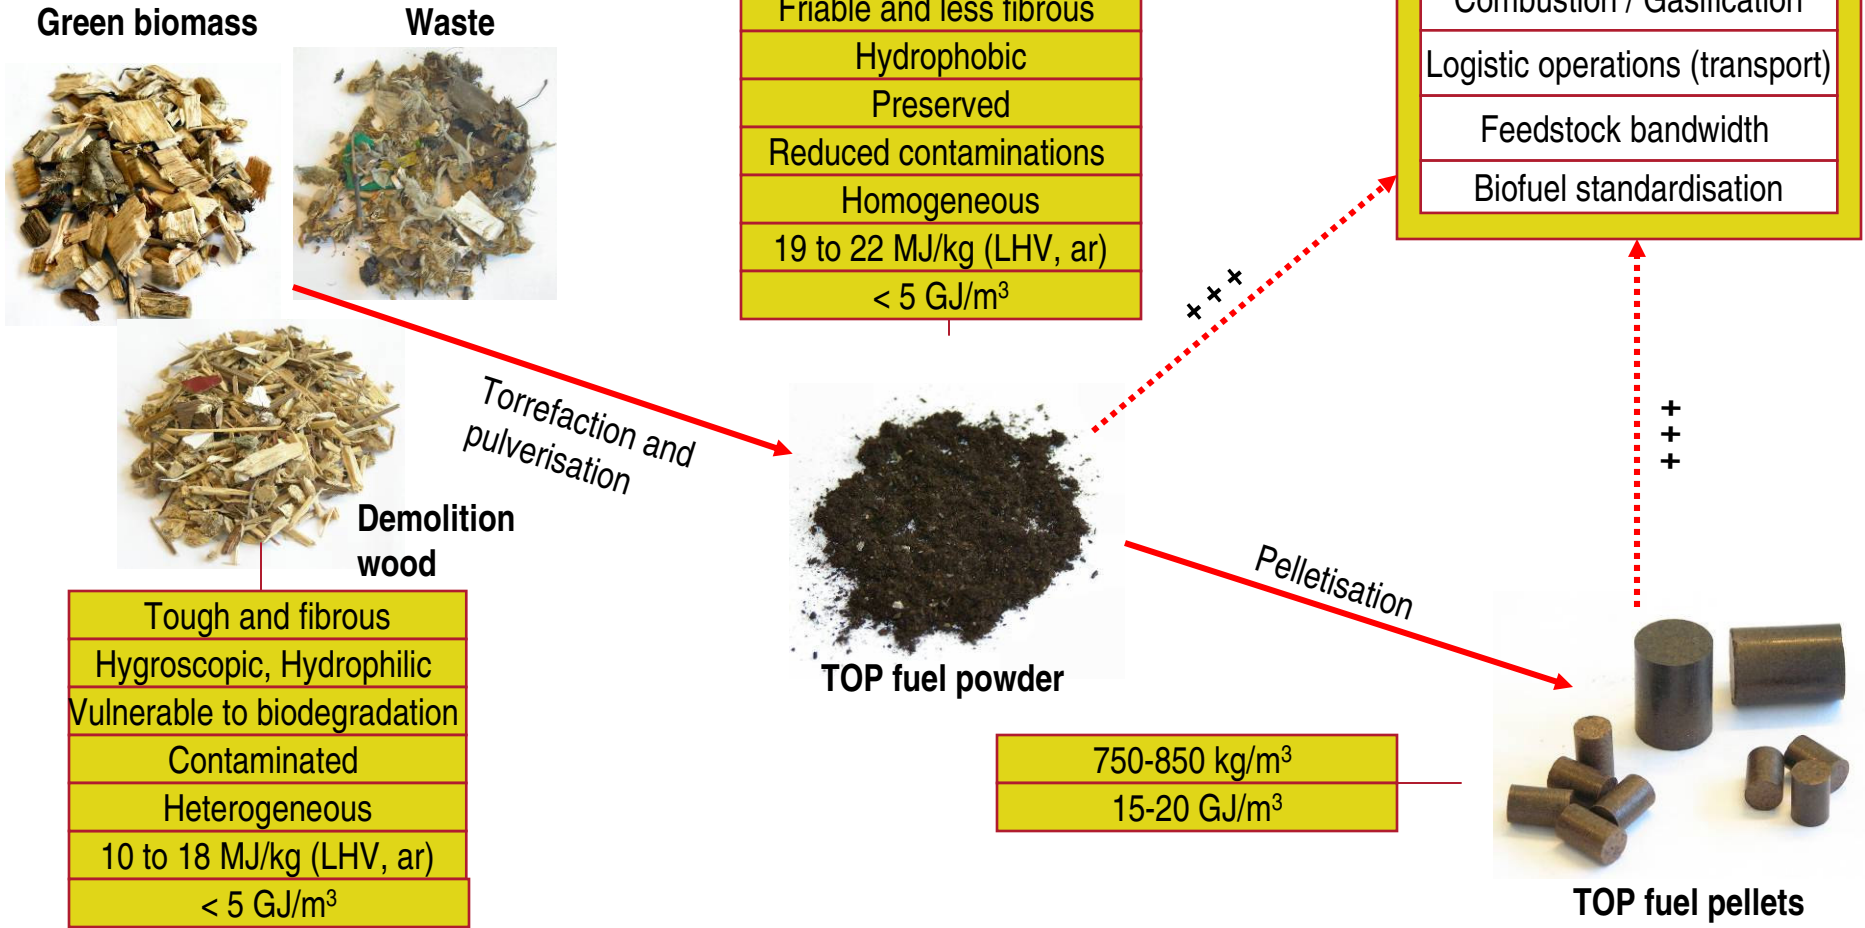 Green biomass
Waste
Friable and less fibrous
Hydrophobic
Preserved
Reduced contaminations
Homogeneous
19 to 22 MJ/kg (LHV, ar)
< 5 GJ/m³
Combustion / Gasification
Logistic operations (transport)
Feedstock bandwidth
Biofuel standardisation
+ + +
+
+
+
Torrefaction and
pulverisation
Demolition
wood
Tough and fibrous
Hygroscopic, Hydrophilic
Vulnerable to biodegradation
Contaminated
Heterogeneous
10 to 18 MJ/kg (LHV, ar)
< 5 GJ/m³
TOP fuel powder
Pelletisation
750-850 kg/m³
15-20 GJ/m³
TOP fuel pellets